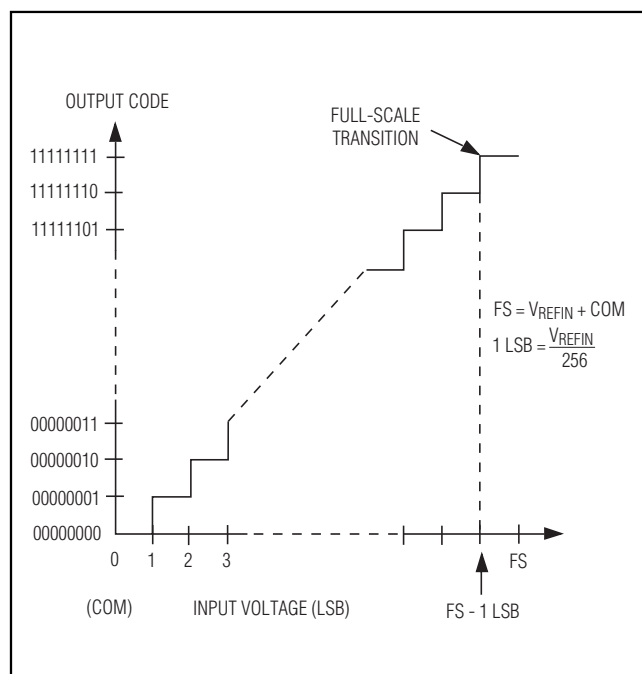 OUTPUT CODE
FULL-SCALE
TRANSITION
11111111
11111110
11111101
FS = VREFIN + COM
1 LSB = VREFIN
256
00000011
00000010
00000001
00000000
0 1 2 3 FS
(COM) INPUT VOLTAGE (LSB) FS - 1 LSB